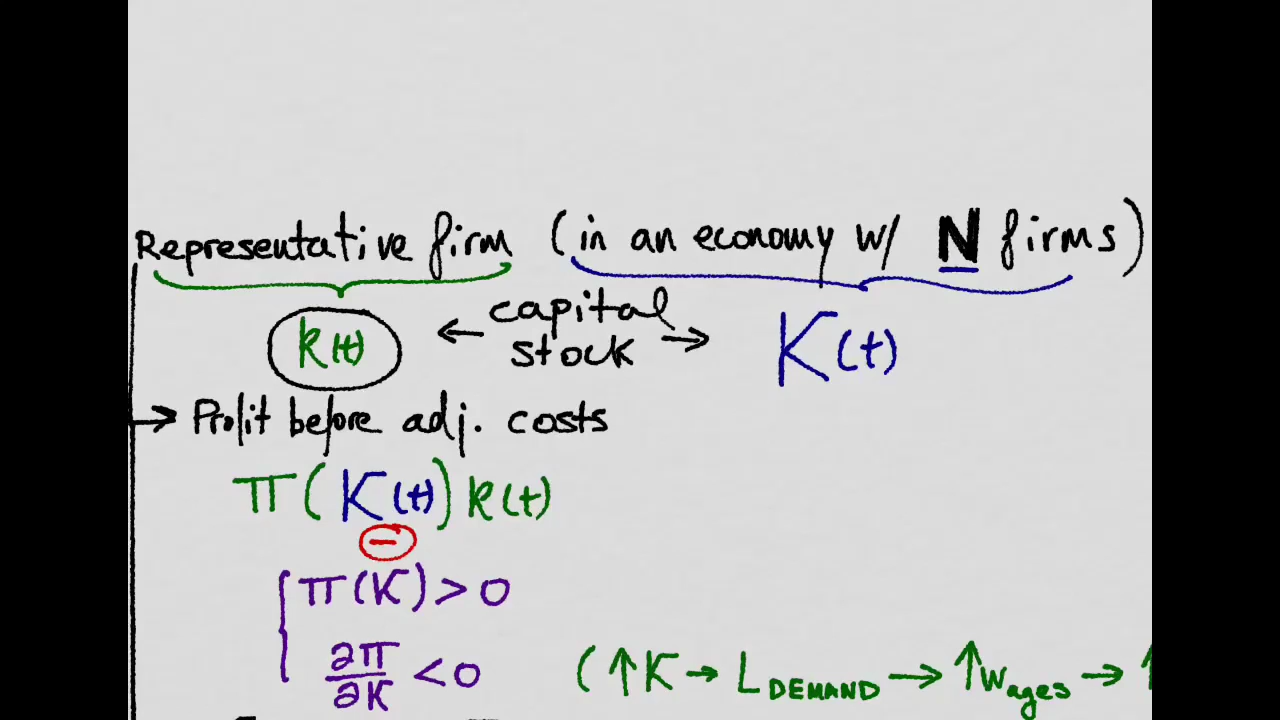 Representative firm (in an economy w/ N firms)
k(t) ← capital stock → K(t)
→ Profit before adj. costs
π(K(t))k(t)
−
π(K) > 0
∂π/∂K < 0 (↑K → L DEMAND → ↑Wages → ↑